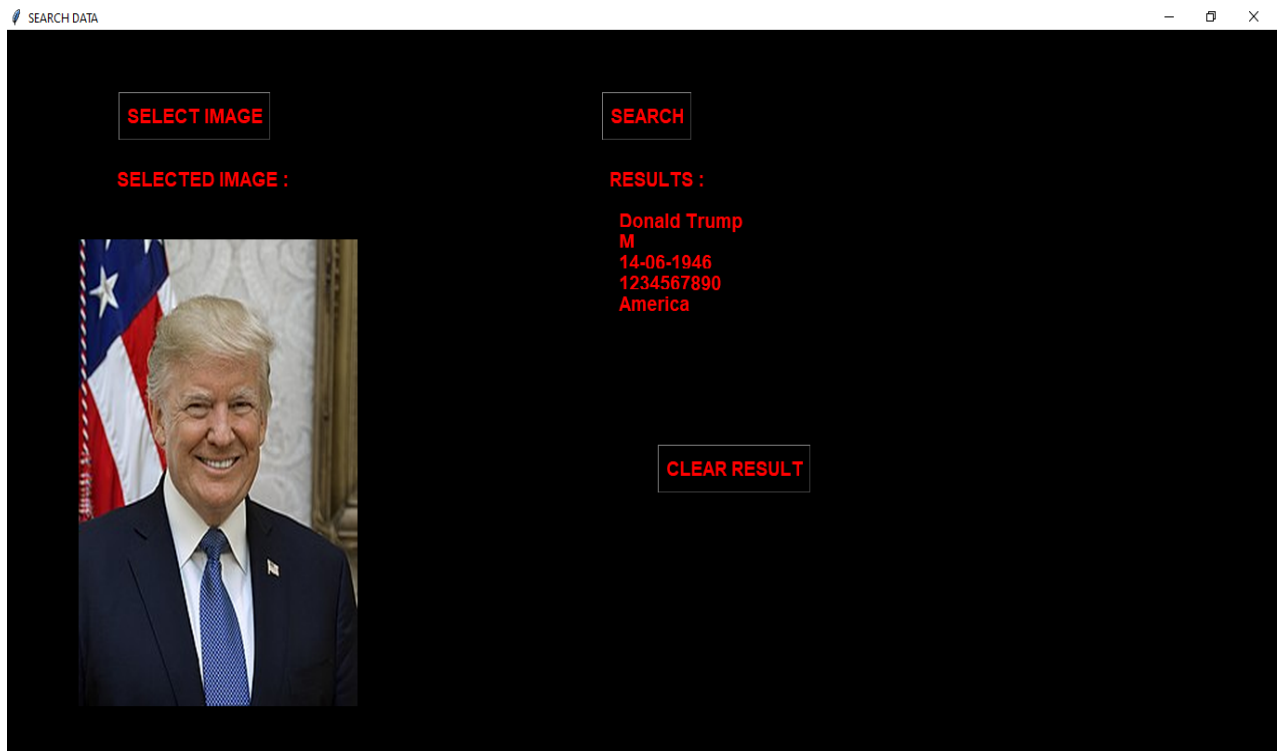 SEARCH DATA
SELECT IMAGE
SEARCH
SELECTED IMAGE :
RESULTS :
Donald Trump
M
14-06-1946
1234567890
America
CLEAR RESULT